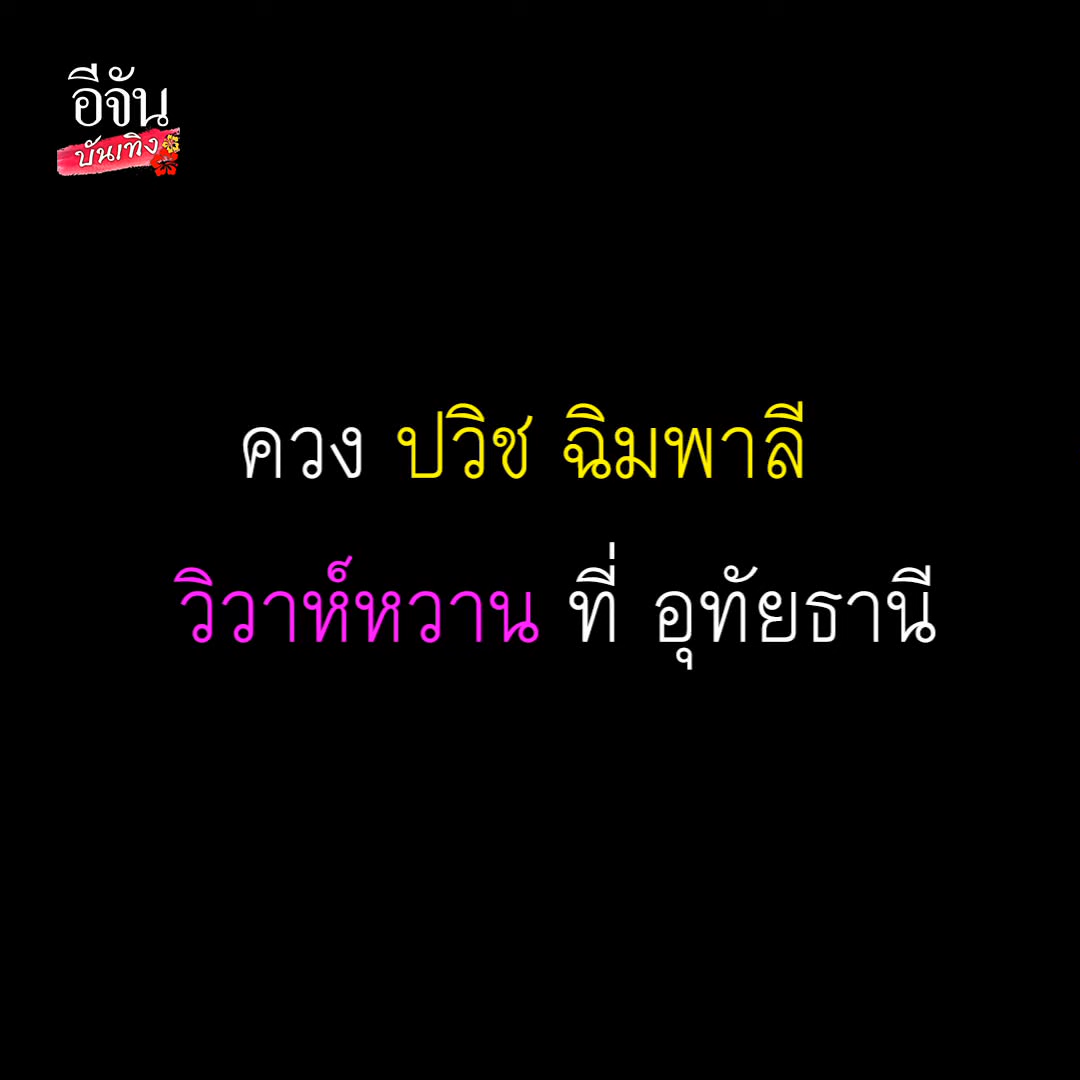 อีจัน
บันเทิง
ควง ปวิช ฉิมพาลี
วิวาห์หวาน ที่ อุทัยธานี